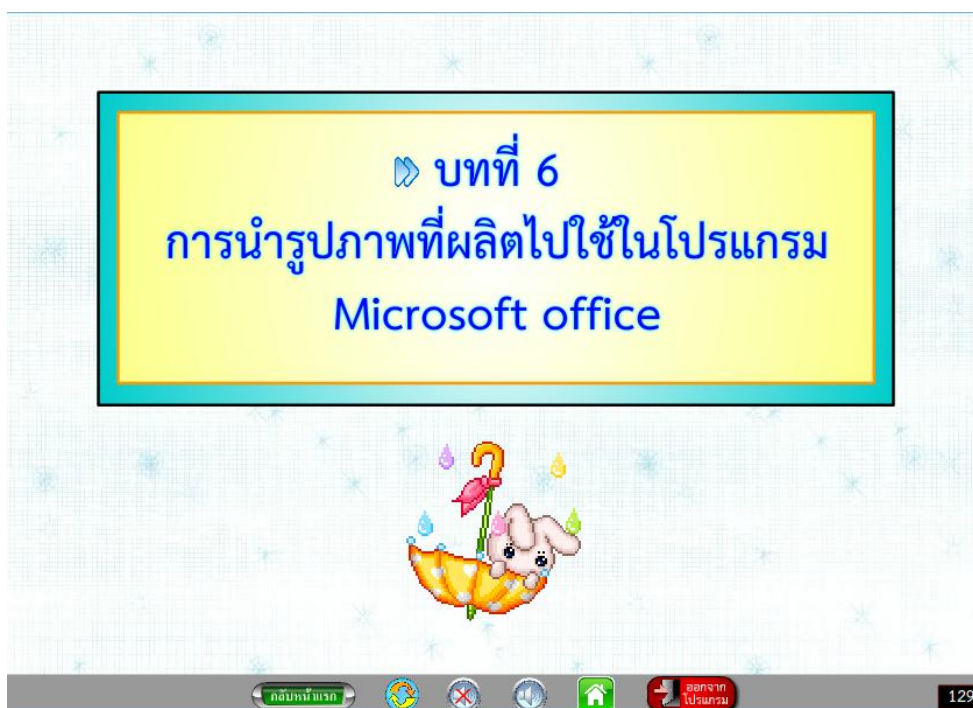 บทที่ 6
การนำรูปภาพที่ผลิตไปใช้ในโปรแกรม
Microsoft office
กลับหน้าแรก
ออกจาก
โปรแกรม
129